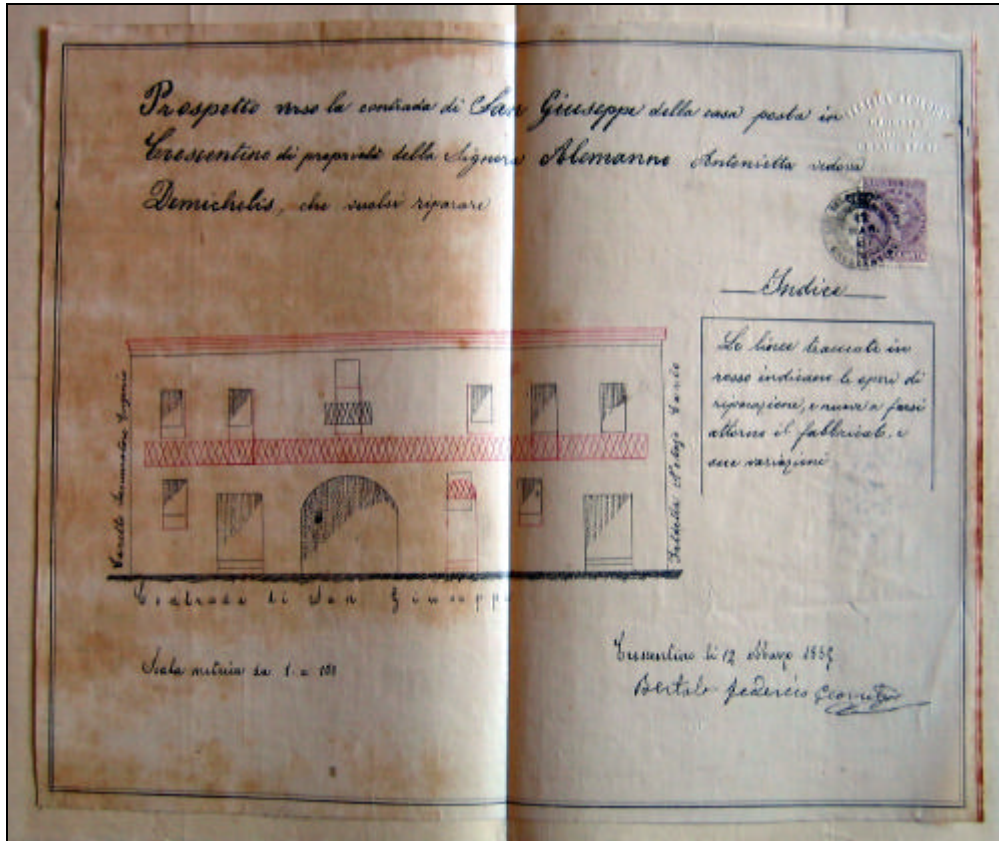 Prospetto verso la contrada di San Giuseppe della casa posta in
Crescentino di proprietà della Signora Alemanno Antonietta vedova
Demichelis, che vuolsi riparare
Indice
Le linee tracciate in
rosso indicano le opere di
riparazione, e nuove a farsi
attorno il fabbricato, e
sue variazioni
Contrada di San Giuseppe
Scala metrica da 1 a 100
Crescentino li 12 Marzo
Bertola Federico Geometra